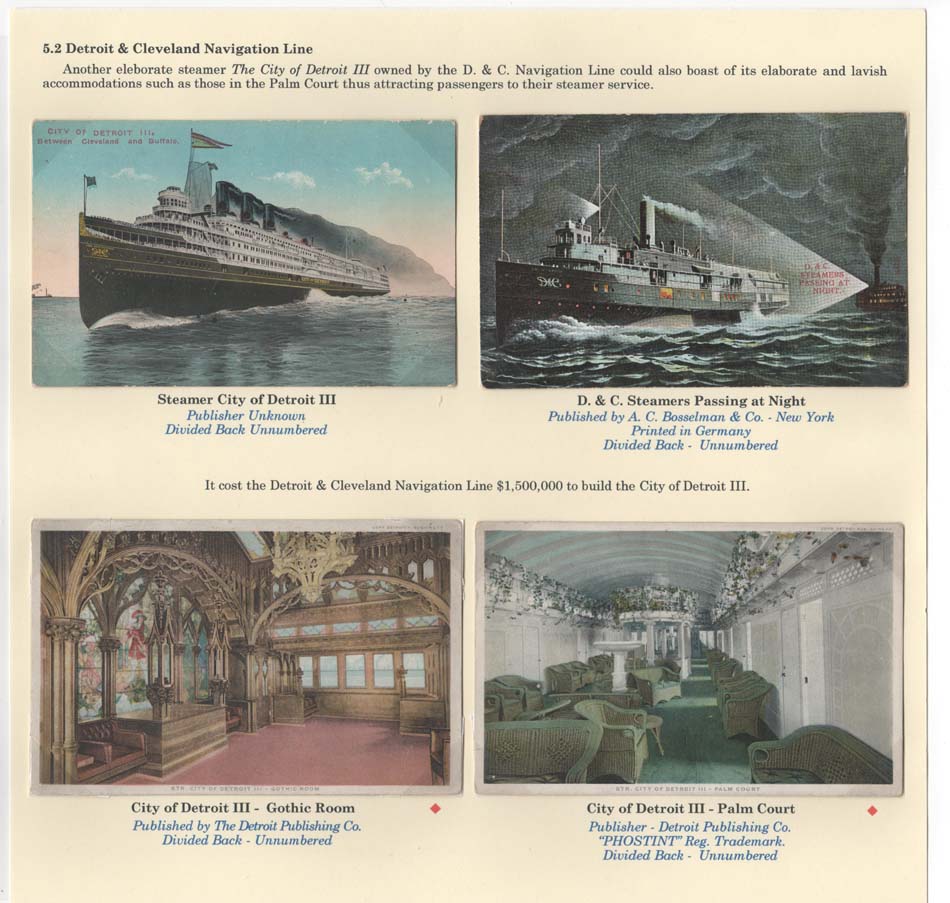 5.2 Detroit & Cleveland Navigation Line
Another eleborate steamer The City of Detroit III owned by the D. & C. Navigation Line could also boast of its elaborate and lavish
accommodations such as those in the Palm Court thus attracting passengers to their steamer service.
CITY OF DETROIT III,
Between Cleveland and Buffalo.
D. & C.
STEAMERS
PASSING AT
NIGHT.
Steamer City of Detroit III
Publisher Unknown
Divided Back Unnumbered
D. & C. Steamers Passing at Night
Published by A. C. Bosselman & Co. - New York
Printed in Germany
Divided Back - Unnumbered
It cost the Detroit & Cleveland Navigation Line $1,500,000 to build the City of Detroit III.
STR. CITY OF DETROIT III - GOTHIC ROOM
STR. CITY OF DETROIT III - PALM COURT
City of Detroit III - Gothic Room
Published by The Detroit Publishing Co.
Divided Back - Unnumbered
City of Detroit III - Palm Court
Publisher - Detroit Publishing Co.
"PHOSTINT" Reg. Trademark.
Divided Back - Unnumbered